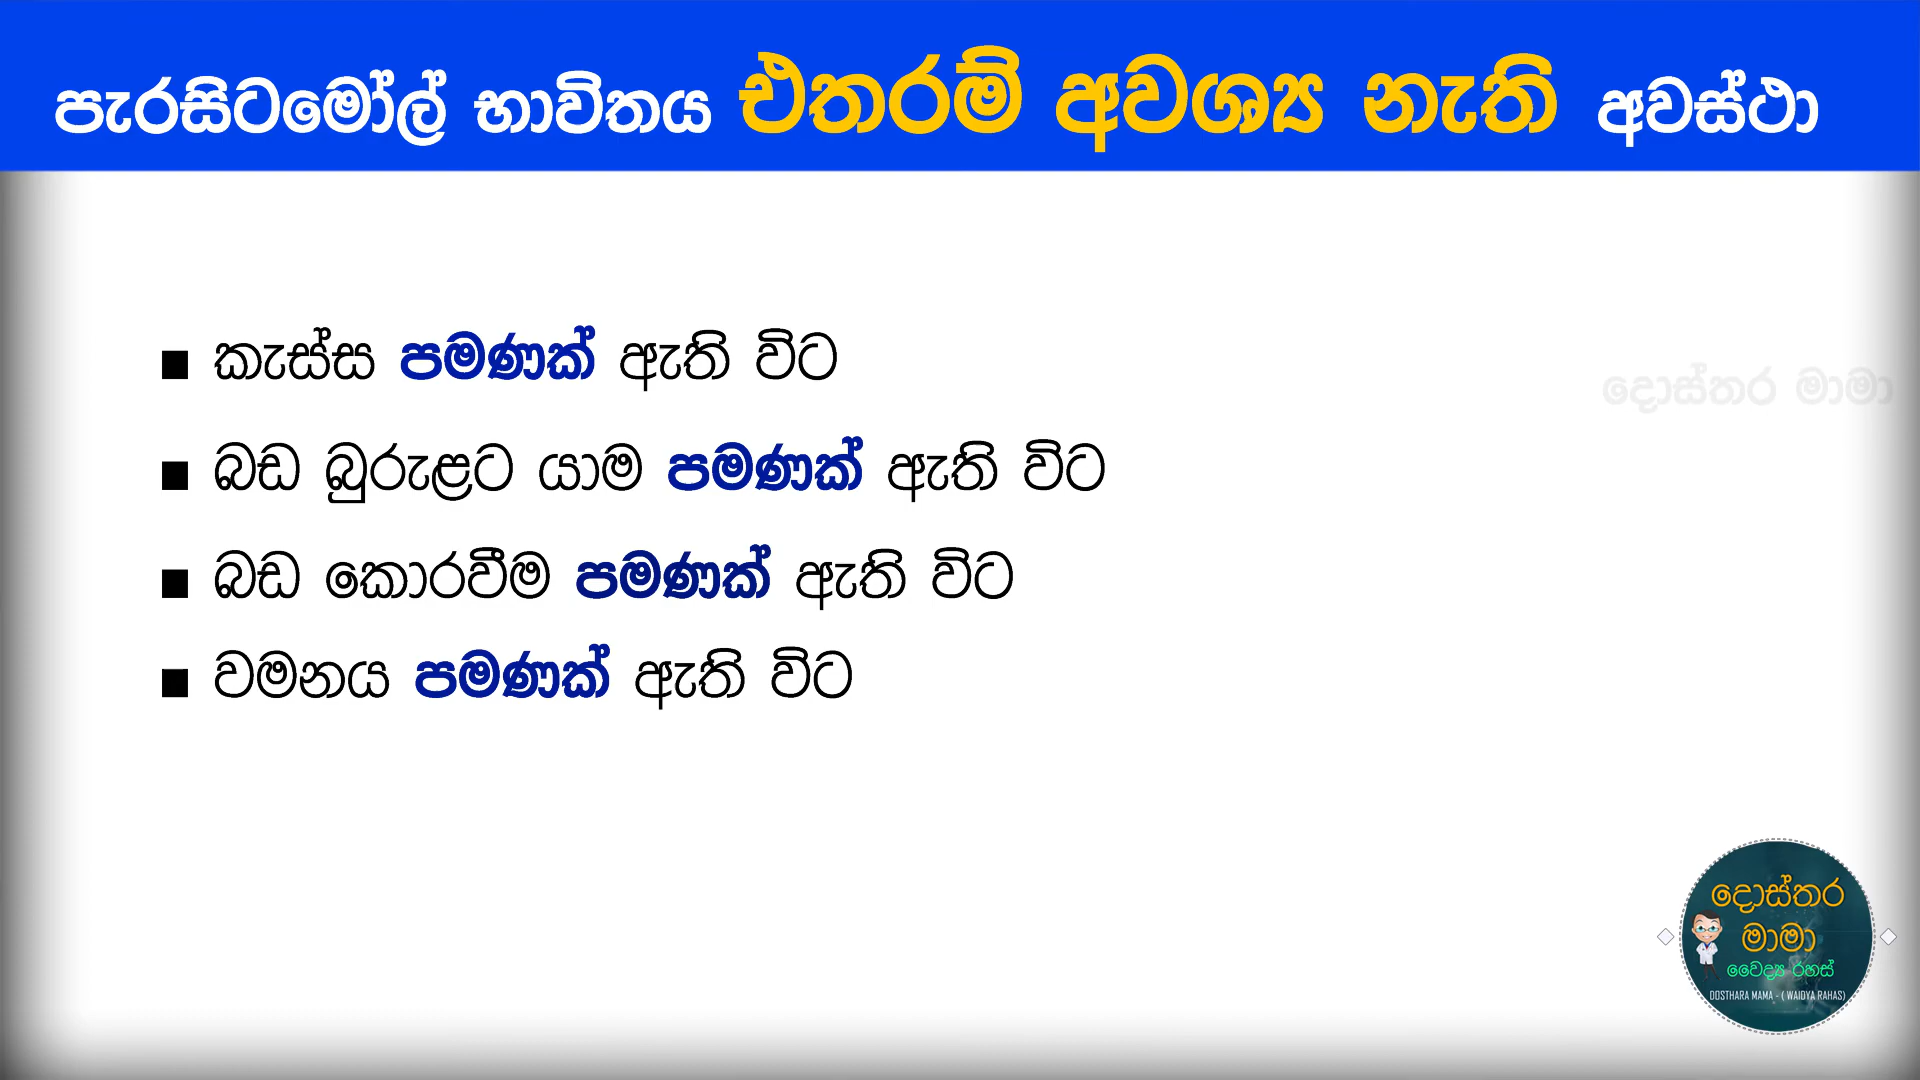 පැරසිටමෝල් භාවිතය එතරම් අවශ්‍ය නැති අවස්ථා
■ කැස්ස පමණක් ඇති විට
■ බඩ බුරුළට යාම පමණක් ඇති විට
■ බඩ කොරවීම පමණක් ඇති විට
■ වමනය පමණක් ඇති විට
දොස්තර මාමා
දොස්තර
මාමා
වෛද්‍ය රහස්
DOSTHARA MAMA - ( WAIDYA RAHAS)